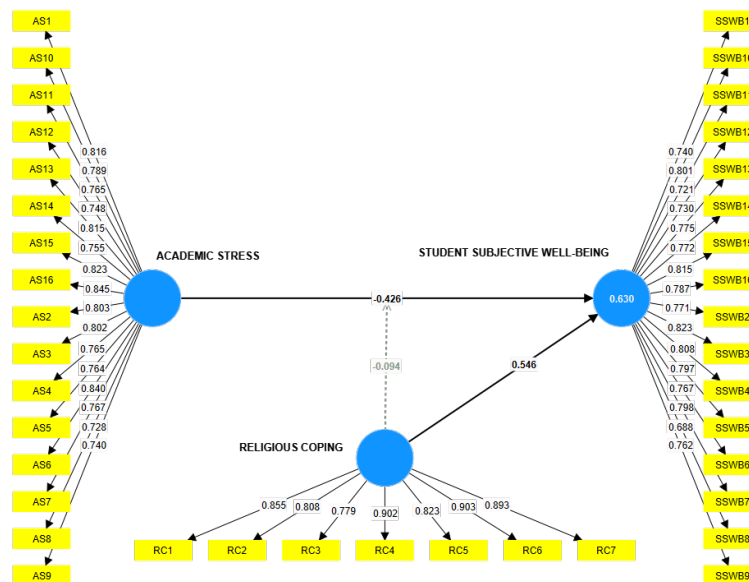 AS1
AS10
AS11
AS12
AS13
AS14
AS15
AS16
AS2
AS3
AS4
AS5
AS6
AS7
AS8
AS9
0.816
0.789
0.765
0.748
0.815
0.755
0.823
0.845
0.803
0.802
0.765
0.764
0.840
0.767
0.728
0.740
ACADEMIC STRESS
STUDENT SUBJECTIVE WELL-BEING
-0.426
0.630
-0.094
0.546
RELIGIOUS COPING
0.855
0.808
0.779
0.902
0.823
0.903
0.893
RC1
RC2
RC3
RC4
RC5
RC6
RC7
0.740
0.801
0.721
0.730
0.775
0.772
0.815
0.787
0.771
0.823
0.808
0.797
0.767
0.798
0.688
0.762
SSWB1
SSWB10
SSWB11
SSWB12
SSWB13
SSWB14
SSWB15
SSWB16
SSWB2
SSWB3
SSWB4
SSWB5
SSWB6
SSWB7
SSWB8
SSWB9